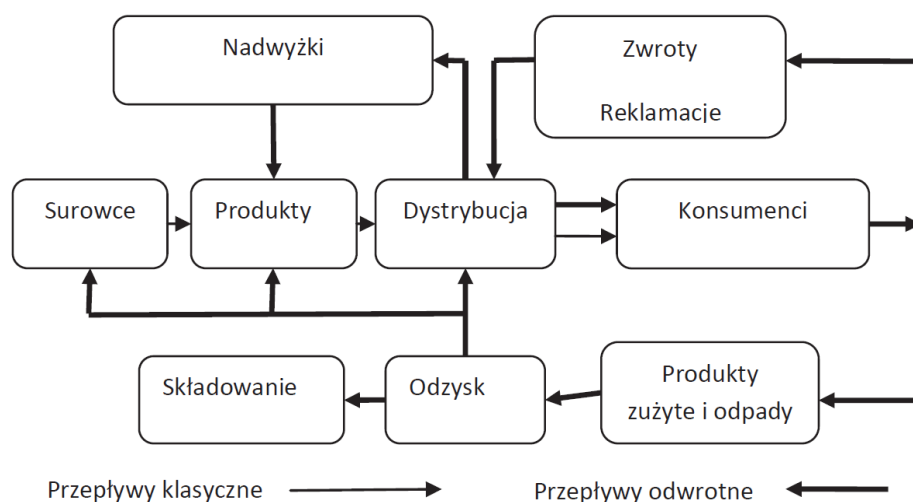 Nadwyżki
Zwroty
Reklamacje
Surowce
Produkty
Dystrybucja
Konsumenci
Składowanie
Odzysk
Produkty
zużyte i odpady
Przepływy klasyczne
Przepływy odwrotne